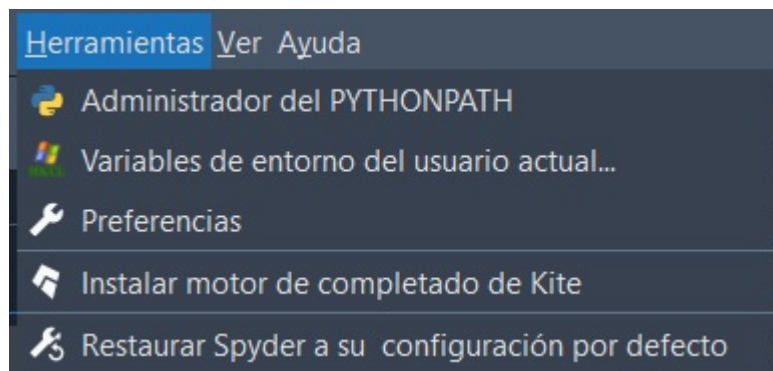 Herramientas Ver Ayuda
Administrador del PYTHONPATH
Variables de entorno del usuario actual...
Preferencias
Instalar motor de completado de Kite
Restaurar Spyder a su  configuración por defecto